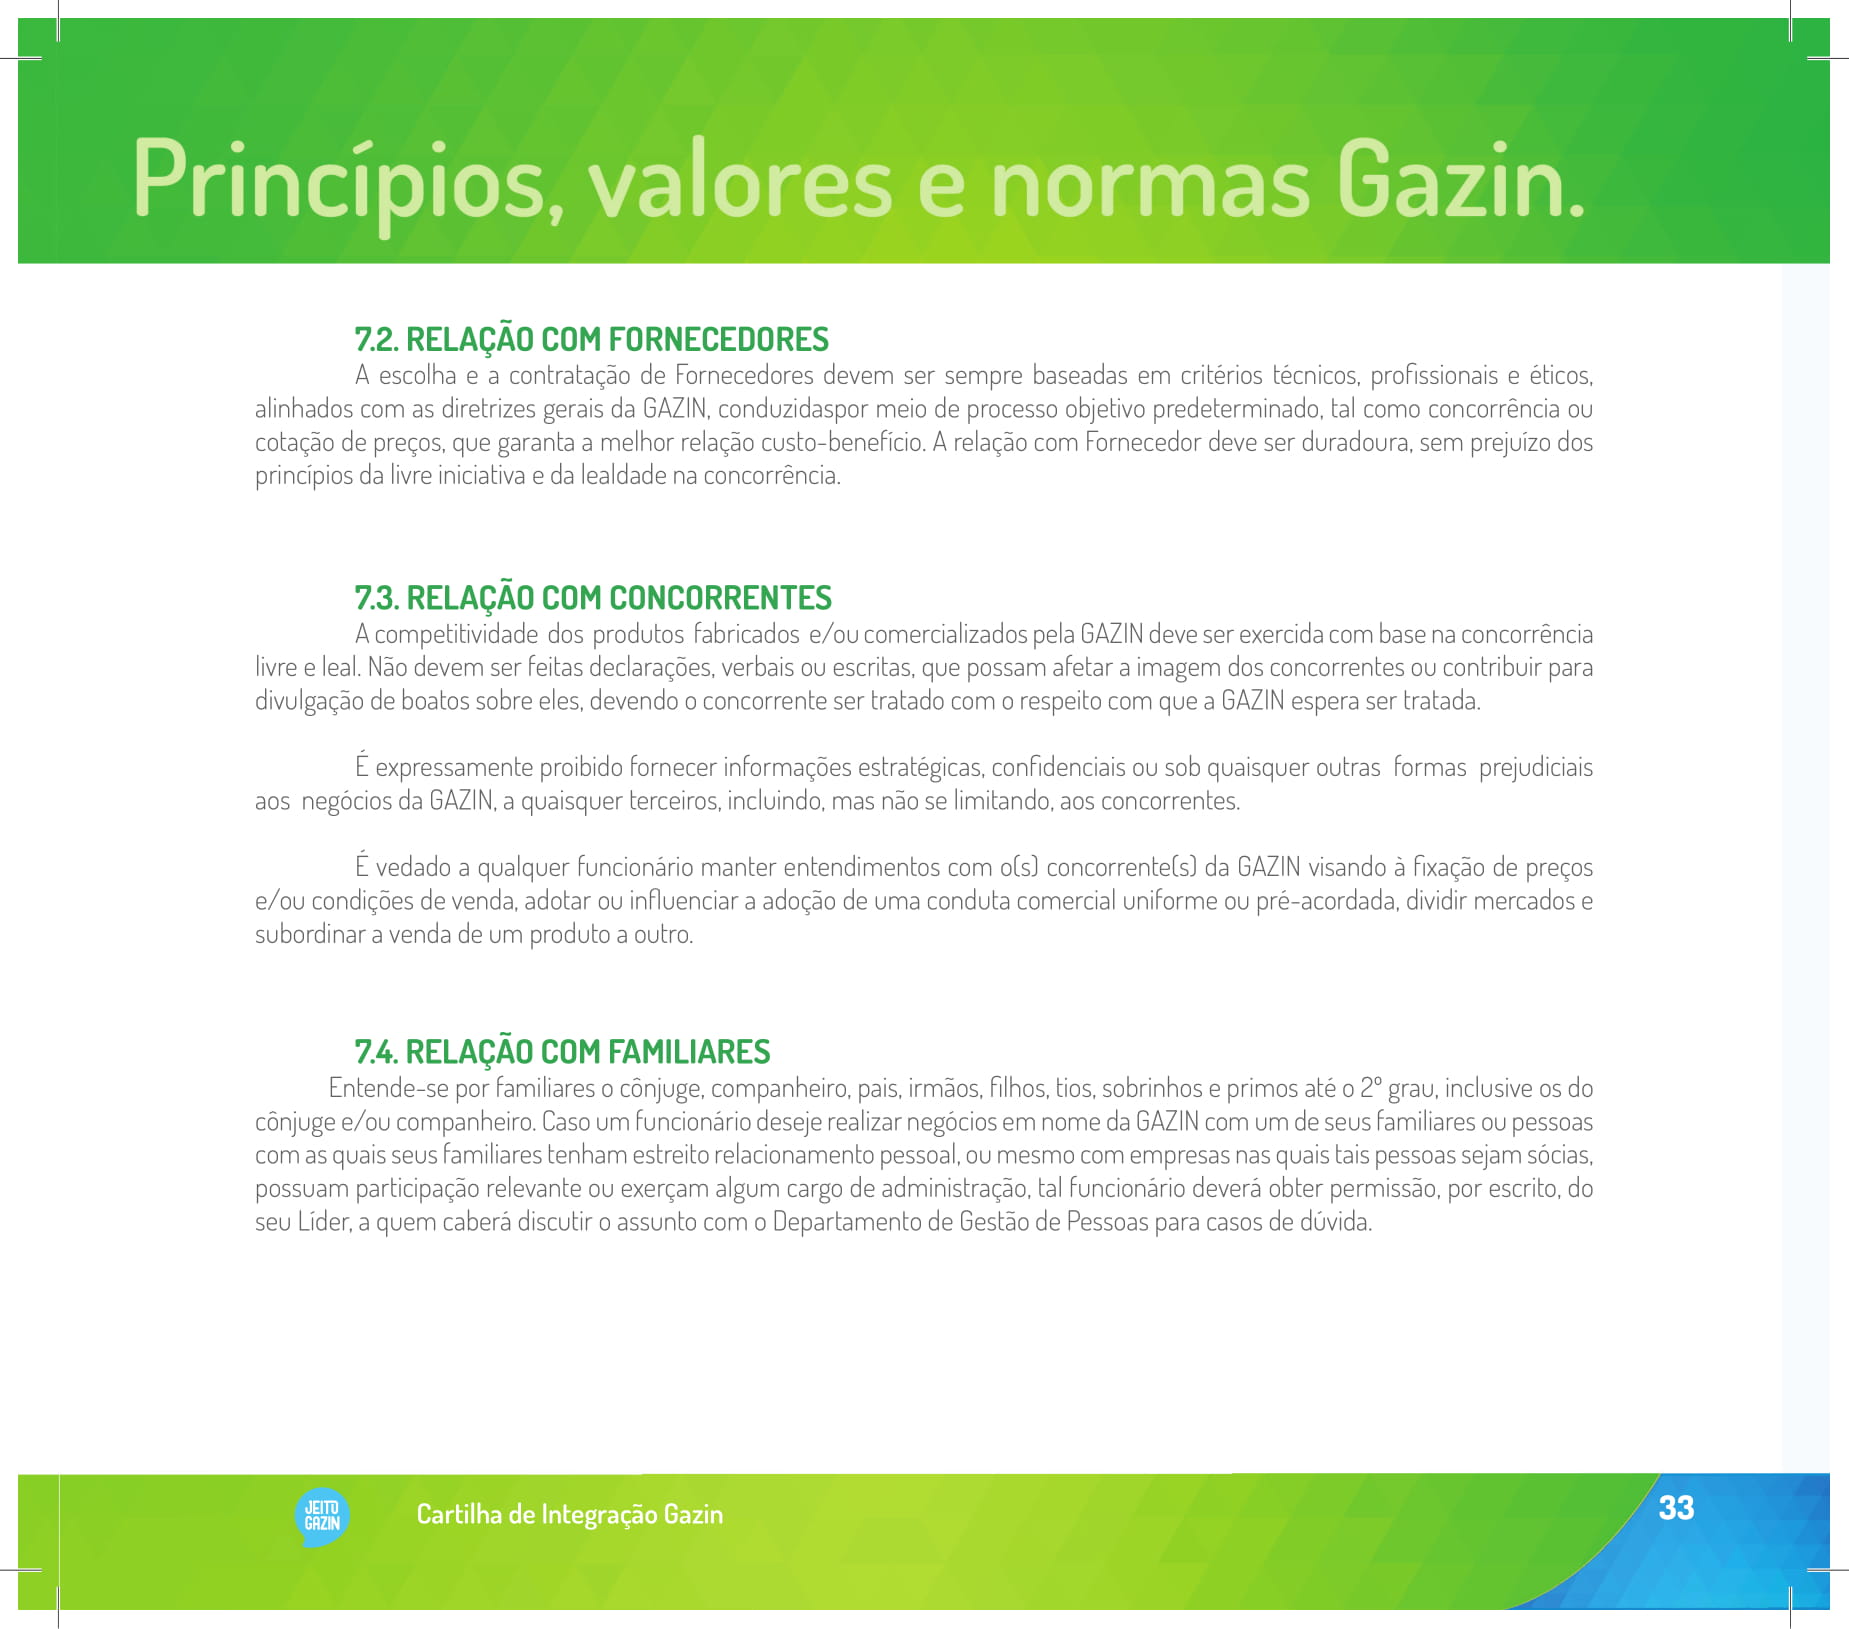 Princípios, valores e normas Gazin.
7.2. RELAÇÃO COM FORNECEDORES
A escolha e a contratação de Fornecedores devem ser sempre baseadas em critérios técnicos, profissionais e éticos,
alinhados com as diretrizes gerais da GAZIN, conduzidaspor meio de processo objetivo predeterminado, tal como concorrência ou
cotação de preços, que garanta a melhor relação custo-benefício. A relação com Fornecedor deve ser duradoura, sem prejuízo dos
princípios da livre iniciativa e da lealdade na concorrência.
7.3. RELAÇÃO COM CONCORRENTES
A competitividade dos produtos fabricados e/ou comercializados pela GAZIN deve ser exercida com base na concorrência
livre e leal. Não devem ser feitas declarações, verbais ou escritas, que possam afetar a imagem dos concorrentes ou contribuir para
divulgação de boatos sobre eles, devendo o concorrente ser tratado com o respeito com que a GAZIN espera ser tratada.
É expressamente proibido fornecer informações estratégicas, confidenciais ou sob quaisquer outras formas prejudiciais
aos negócios da GAZIN, a quaisquer terceiros, incluindo, mas não se limitando, aos concorrentes.
É vedado a qualquer funcionário manter entendimentos com o(s) concorrente(s) da GAZIN visando à fixação de preços
e/ou condições de venda, adotar ou influenciar a adoção de uma conduta comercial uniforme ou pré-acordada, dividir mercados e
subordinar a venda de um produto a outro.
7.4. RELAÇÃO COM FAMILIARES
Entende-se por familiares o cônjuge, companheiro, pais, irmãos, filhos, tios, sobrinhos e primos até o 2º grau, inclusive os do
cônjuge e/ou companheiro. Caso um funcionário deseje realizar negócios em nome da GAZIN com um de seus familiares ou pessoas
com as quais seus familiares tenham estreito relacionamento pessoal, ou mesmo com empresas nas quais tais pessoas sejam sócias,
possuam participação relevante ou exerçam algum cargo de administração, tal funcionário deverá obter permissão, por escrito, do
seu Líder, a quem caberá discutir o assunto com o Departamento de Gestão de Pessoas para casos de dúvida.
JEITO
GAZIN
Cartilha de Integração Gazin
33